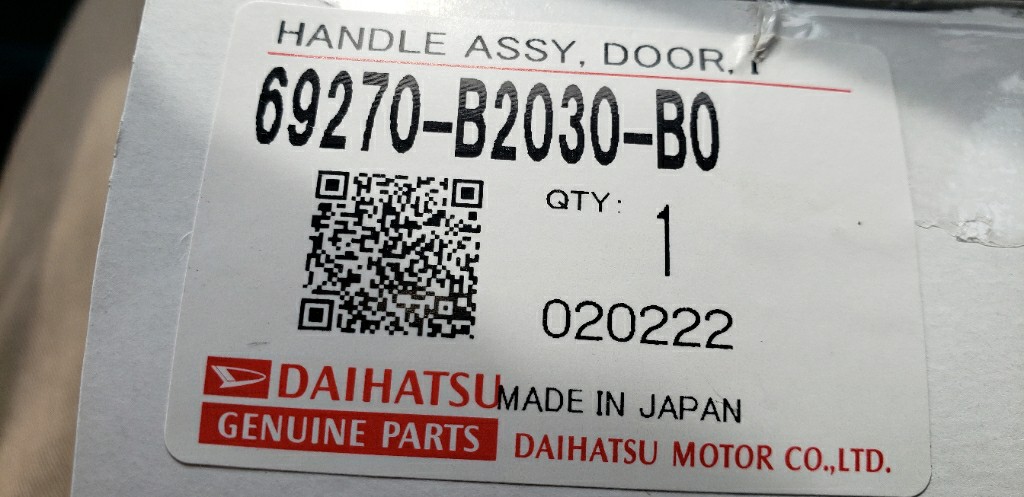 HANDLE ASSY, DOOR,
69270-B2030-B0
QTY: 1
020222
DAIHATSU
MADE IN JAPAN
GENUINE PARTS
DAIHATSU MOTOR CO.,LTD.